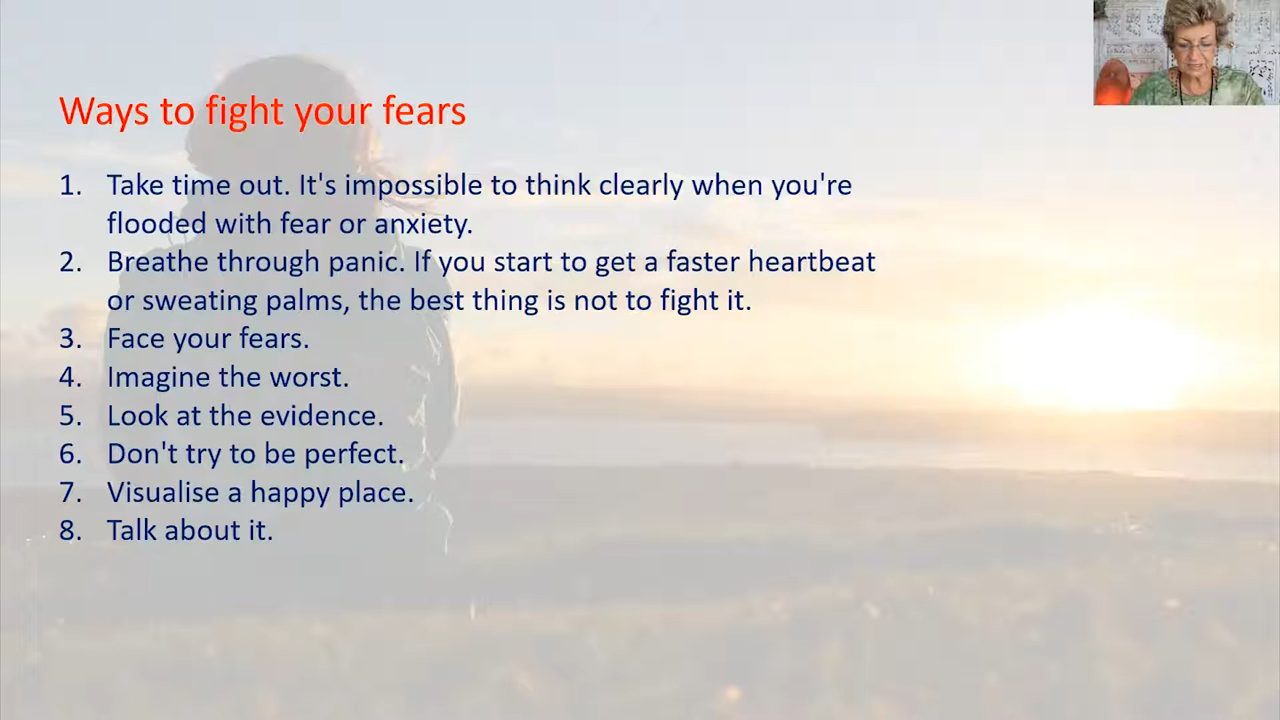 Ways to fight your fears
1. Take time out. It's impossible to think clearly when you're
flooded with fear or anxiety.
2. Breathe through panic. If you start to get a faster heartbeat
or sweating palms, the best thing is not to fight it.
3. Face your fears.
4. Imagine the worst.
5. Look at the evidence.
6. Don't try to be perfect.
7. Visualise a happy place.
8. Talk about it.